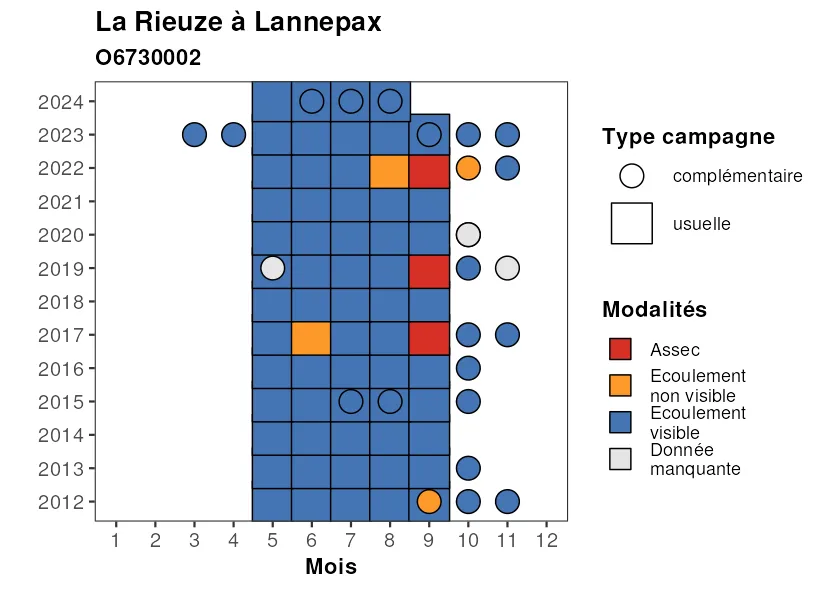 La Rieuze à Lannepax
O6730002
2024
2023
2022
2021
2020
2019
2018
2017
2016
2015
2014
2013
2012
1 2 3 4 5 6 7 8 9 10 11 12
Mois
Type campagne
complémentaire
usuelle
Modalités
Assec
Ecoulement
non visible
Ecoulement
visible
Donnée
manquante